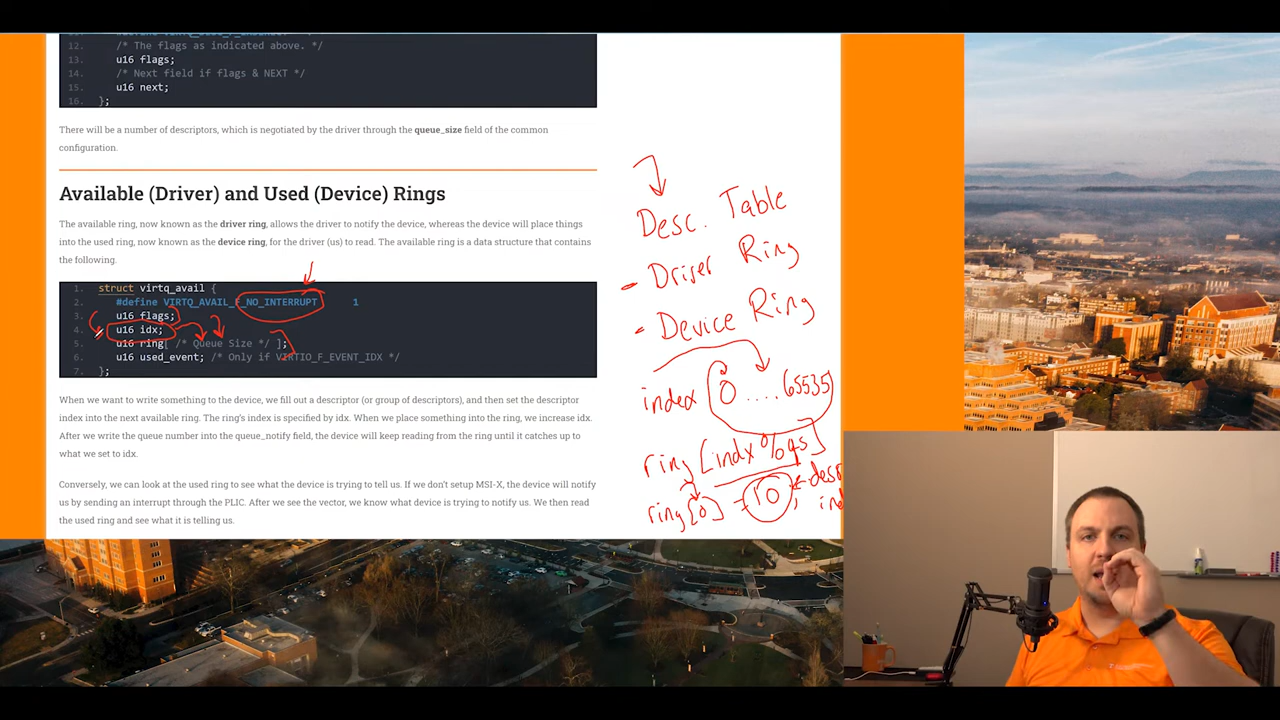 12. /* The flags as indicated above. */
13. u16 flags;
14. /* Next field if flags & NEXT */
15. u16 next;
16. };
There will be a number of descriptors, which is negotiated by the driver through the queue_size field of the common
configuration.
Available (Driver) and Used (Device) Rings
The available ring, now known as the driver ring, allows the driver to notify the device, whereas the device will place things
into the used ring, now known as the device ring, for the driver (us) to read. The available ring is a data structure that contains
the following.
1. struct virtq_avail {
2. #define VIRTQ_AVAIL_F_NO_INTERRUPT 1
3. u16 flags;
4. u16 idx;
5. u16 ring[ /* Queue Size */ ];
6. u16 used_event; /* Only if VIRTIO_F_EVENT_IDX */
7. };
When we want to write something to the device, we fill out a descriptor (or group of descriptors), and then set the descriptor
index into the next available ring. The ring's index is specified by idx. When we place something into the ring, we increase idx.
After we write the queue number into the queue_notify field, the device will keep reading from the ring until it catches up to
what we set to idx.
Conversely, we can look at the used ring to see what the device is trying to tell us. If we don't setup MSI-X, the device will notify
us by sending an interrupt through the PLIC. After we see the vector, we know what device is trying to notify us. We then read
the used ring and see what it is telling us.
Desc. Table
- Driver Ring
- Device Ring
index 0....65535
ring[indx%qs]
ring[0] = 10;